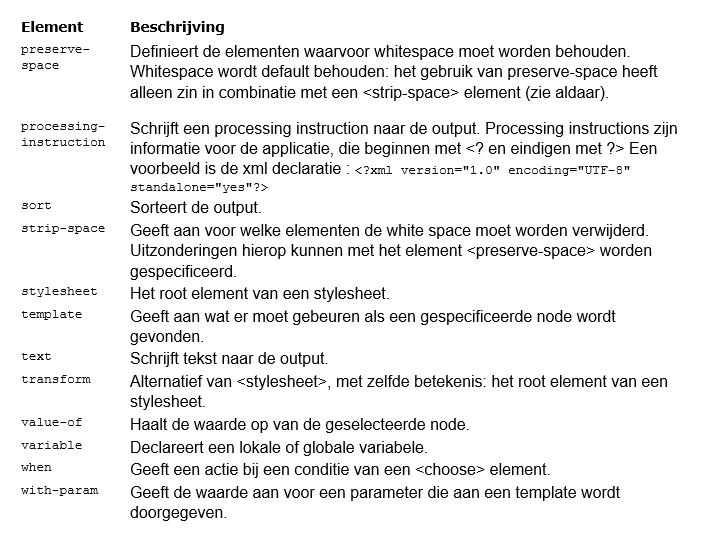 Element Beschrijving
preserve- Definieert de elementen waarvoor whitespace moet worden behouden.
space Whitespace wordt default behouden: het gebruik van preserve-space heeft
alleen zin in combinatie met een <strip-space> element (zie aldaar).
processing- Schrijft een processing instruction naar de output. Processing instructions zijn
instruction informatie voor de applicatie, die beginnen met <? en eindigen met ?> Een
voorbeeld is de xml declaratie : <?xml version="1.0" encoding="UTF-8"
standalone="yes"?>
sort Sorteert de output.
strip-space Geeft aan voor welke elementen de white space moet worden verwijderd.
Uitzonderingen hierop kunnen met het element <preserve-space> worden
gespecificeerd.
stylesheet Het root element van een stylesheet.
template Geeft aan wat er moet gebeuren als een gespecificeerde node wordt
gevonden.
text Schrijft tekst naar de output.
transform Alternatief van <stylesheet>, met zelfde betekenis: het root element van een
stylesheet.
value-of Haalt de waarde op van de geselecteerde node.
variable Declareert een lokale of globale variabele.
when Geeft een actie bij een conditie van een <choose> element.
with-param Geeft de waarde aan voor een parameter die aan een template wordt
doorgegeven.